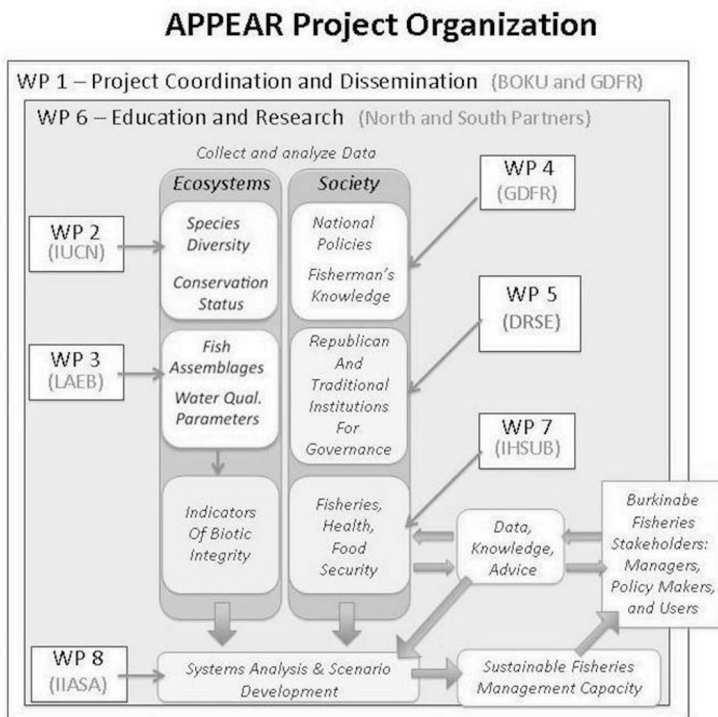 APPEAR Project Organization
WP 1 – Project Coordination and Dissemination (BOKU and GDFR)
WP 6 – Education and Research (North and South Partners)
Collect and analyze Data
Ecosystems
Society
WP 2
(IUCN)
Species
Diversity
Conservation
Status
National
Policies
Fisherman's
Knowledge
WP 4
(GDFR)
WP 3
(LAEB)
Fish
Assemblages
Water Qual.
Parameters
Republican
And
Traditional
Institutions
For
Governance
WP 5
(DRSE)
WP 7
(IHSUB)
Indicators
Of Biotic
Integrity
Fisheries,
Health,
Food
Security
Data,
Knowledge,
Advice
Burkinabe
Fisheries
Stakeholders:
Managers,
Policy Makers,
and Users
WP 8
(IIASA)
Systems Analysis & Scenario
Development
Sustainable Fisheries
Management Capacity